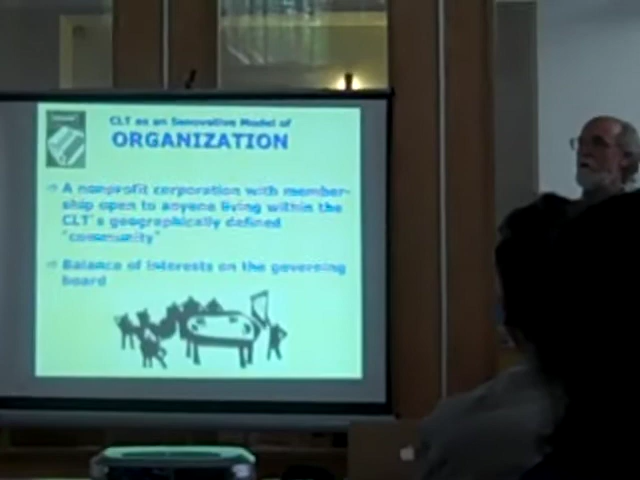 CLT as an Innovative Model of
ORGANIZATION
A nonprofit corporation with member-
ship open to anyone living within the
CLT's geographically defined
"community"
Balance of interests on the governing
board